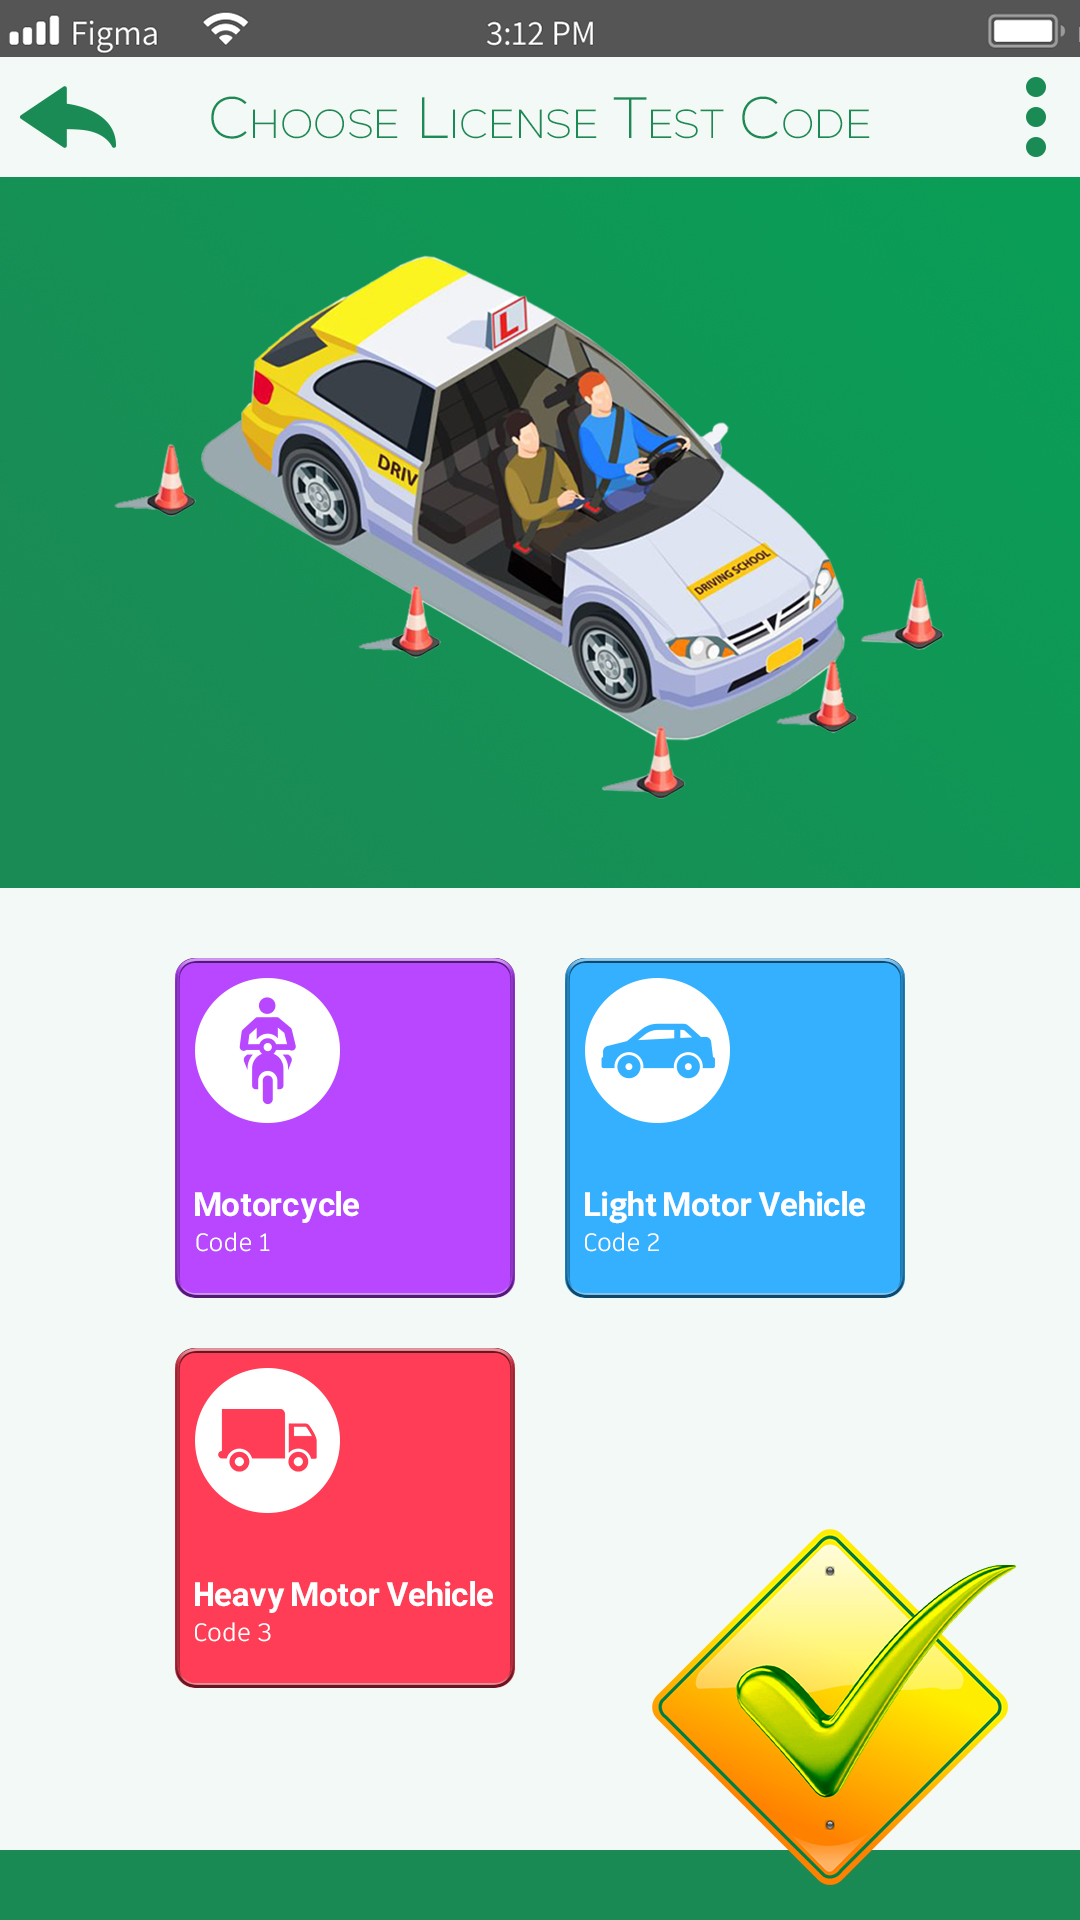 Figma
3:12 PM
Choose License Test Code
L
DRIV
DRIVING SCHOOL
Motorcycle
Code 1
Light Motor Vehicle
Code 2
Heavy Motor Vehicle
Code 3